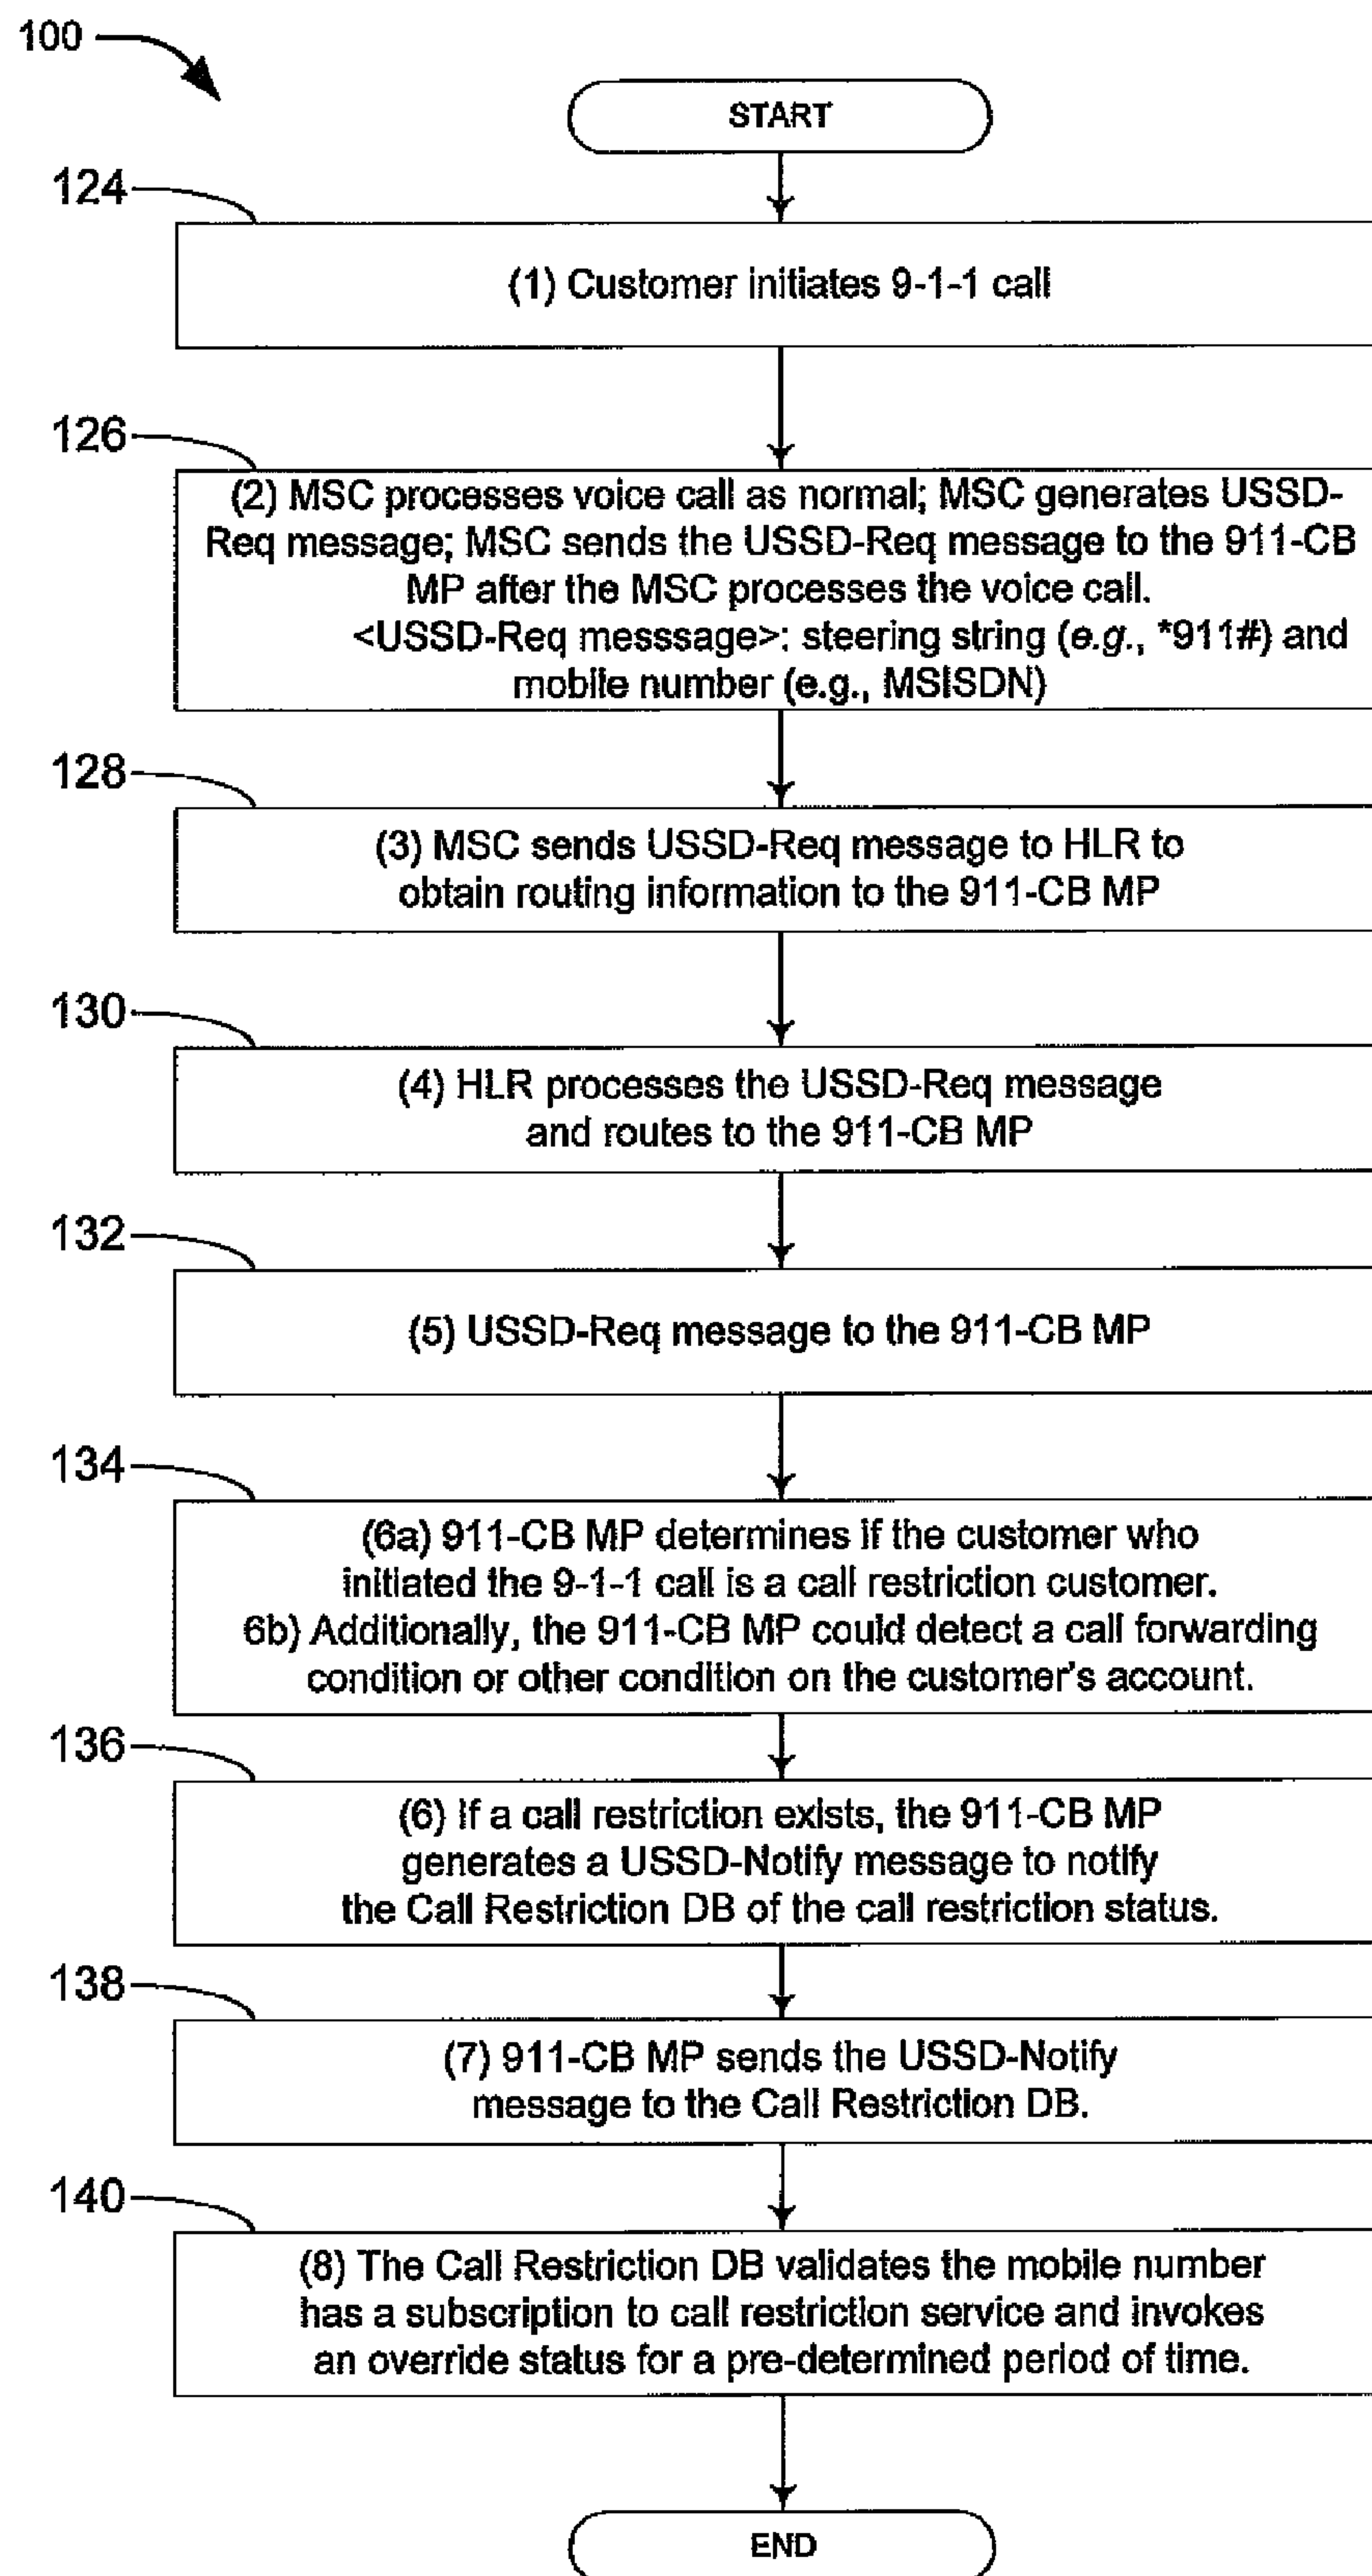 100
START
124
(1) Customer initiates 9-1-1 call
126
(2) MSC processes voice call as normal; MSC generates USSD-
Req message; MSC sends the USSD-Req message to the 911-CB
MP after the MSC processes the voice call.
<USSD-Req messsage>: steering string (e.g., *911#) and
mobile number (e.g., MSISDN)
128
(3) MSC sends USSD-Req message to HLR to
obtain routing information to the 911-CB MP
130
(4) HLR processes the USSD-Req message
and routes to the 911-CB MP
132
(5) USSD-Req message to the 911-CB MP
134
(6a) 911-CB MP determines if the customer who
initiated the 9-1-1 call is a call restriction customer.
6b) Additionally, the 911-CB MP could detect a call forwarding
condition or other condition on the customer's account.
136
(6) If a call restriction exists, the 911-CB MP
generates a USSD-Notify message to notify
the Call Restriction DB of the call restriction status.
138
(7) 911-CB MP sends the USSD-Notify
message to the Call Restriction DB.
140
(8) The Call Restriction DB validates the mobile number
has a subscription to call restriction service and invokes
an override status for a pre-determined period of time.
END